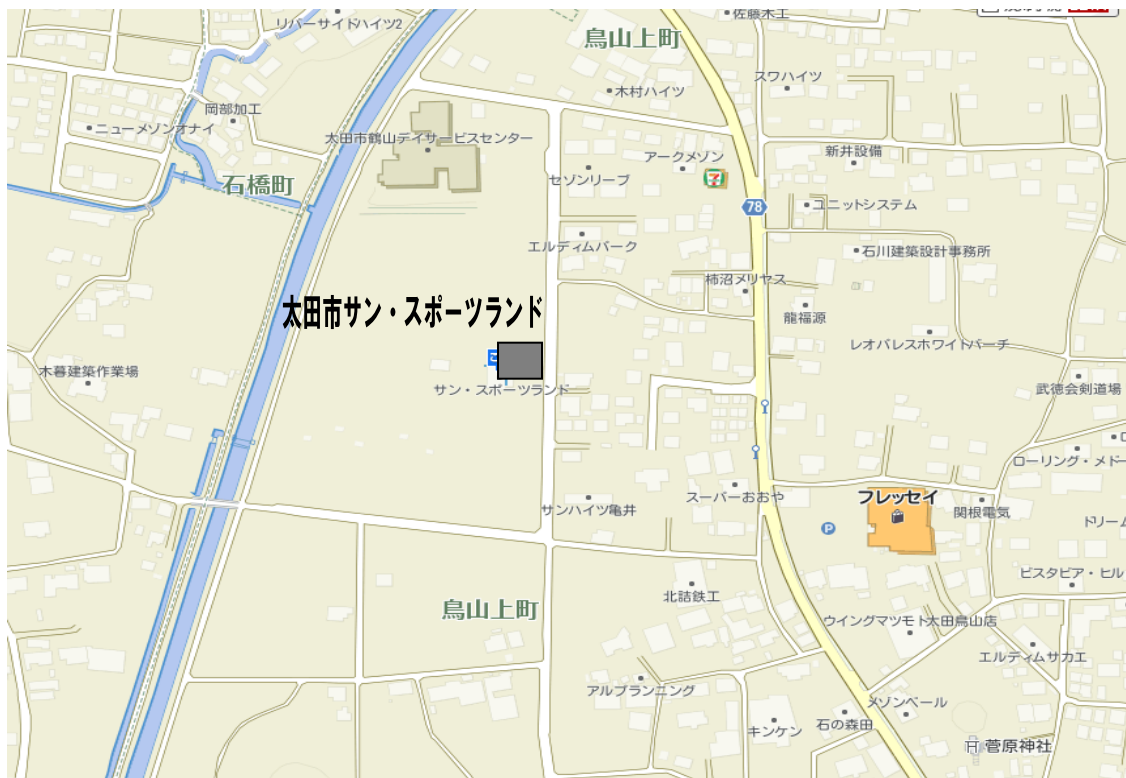 リバーサイドハイツ2
佐藤木工
鳥山上町
スワハイツ
木村ハイツ
岡部加工
ニューメゾンオナイ
太田市鶴山デイサービスセンター
新井設備
アークメゾン
7
石橋町
セゾンリーブ
78
ユニットシステム
エルディムパーク
石川建築設計事務所
柿沼メリヤス
太田市サン・スポーツランド
龍福源
レオパレスホワイトバーチ
木暮建築作業場
サン・スポーツランド
武徳会剣道場
ローリング・メドー
スーパーおおや
フレッセイ
サンハイツ亀井
関根電気
P
ドリーム
ビスタピア・ヒル
北詰鉄工
鳥山上町
ウイングマツモト太田鳥山店
エルディムサカエ
アルプランニング
メゾンベール
石の森田
キンケン
菅原神社